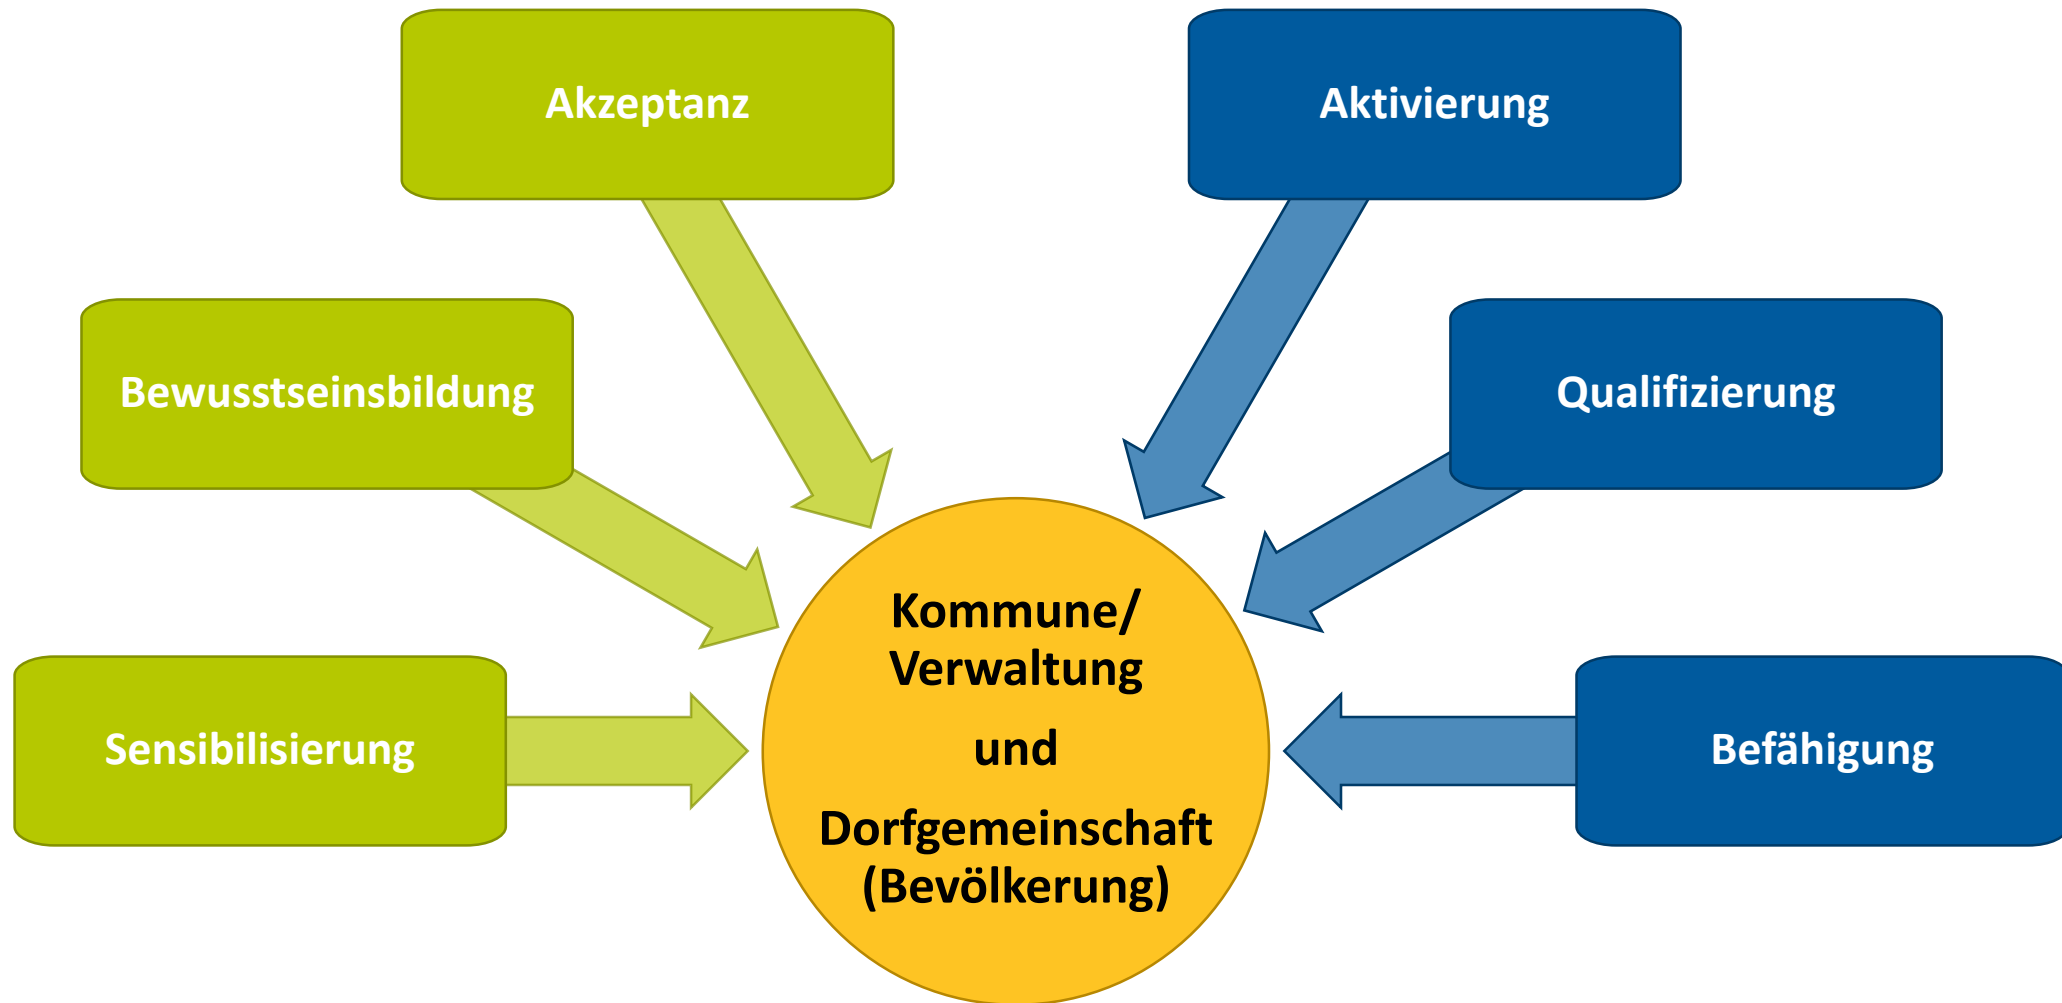 Akzeptanz
Aktivierung
Bewusstseinsbildung
Qualifizierung
Sensibilisierung
Befähigung
Kommune/
Verwaltung
und
Dorfgemeinschaft
(Bevölkerung)